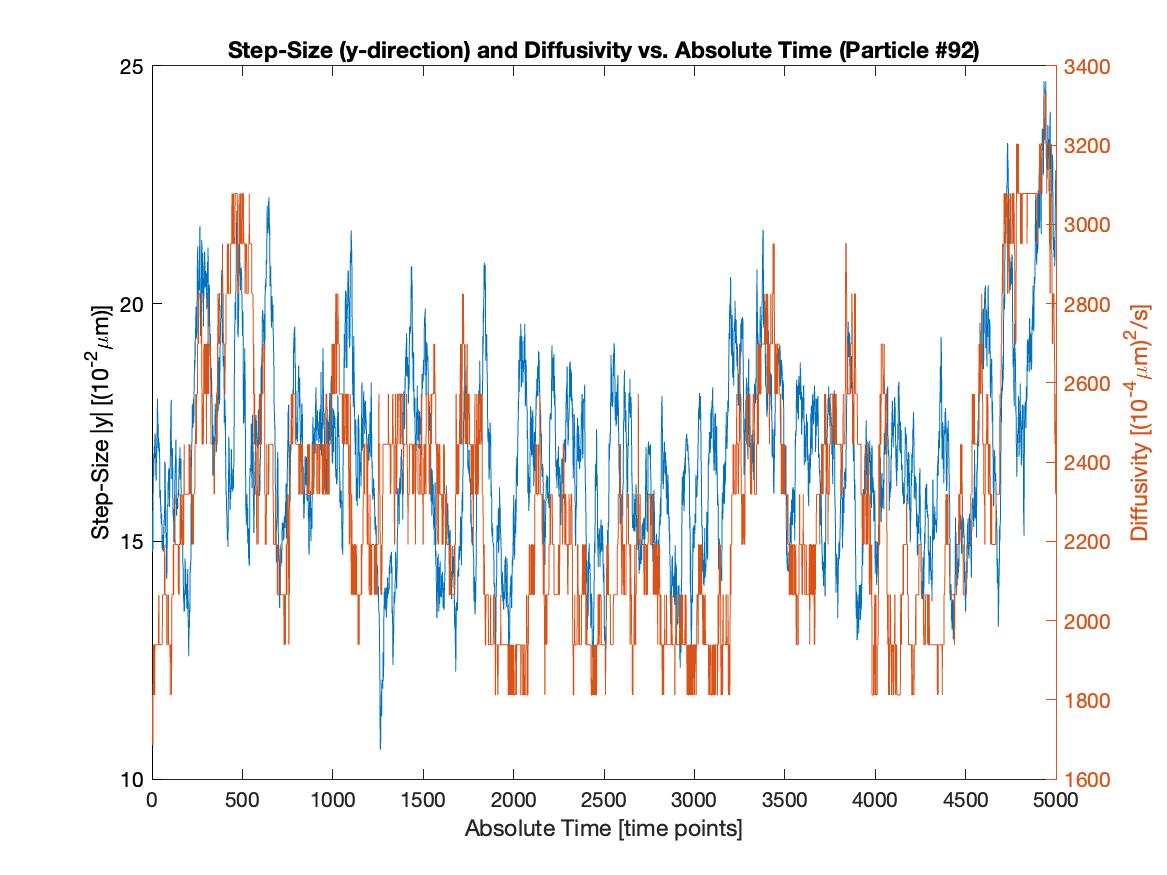 Step-Size (y-direction) and Diffusivity vs. Absolute Time (Particle #92)
25
20
15
10
Step-Size |y| [(10⁻² μm)]
3400
3200
3000
2800
2600
2400
2200
2000
1800
1600
Diffusivity [(10⁻⁴ μm)²/s]
0 500 1000 1500 2000 2500 3000 3500 4000 4500 5000
Absolute Time [time points]